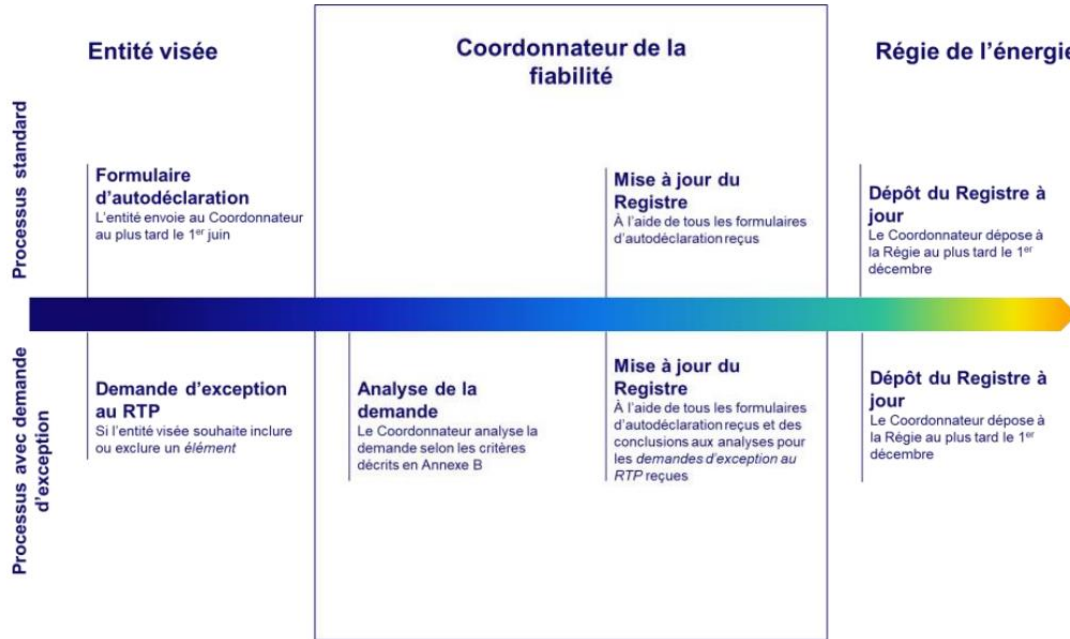 Entité visée
Coordonnateur de la
fiabilité
Régie de l'énergie
Processus standard
Formulaire
d'autodéclaration
L'entité envoie au Coordonnateur
au plus tard le 1er juin
Mise à jour du
Registre
À l'aide de tous les formulaires
d'autodéclaration reçus
Dépôt du Registre à
jour
Le Coordonnateur dépose à
la Régie au plus tard le 1er
décembre
Processus avec demande
d'exception
Demande d'exception
au RTP
Si l'entité visée souhaite inclure
ou exclure un élément
Analyse de la
demande
Le Coordonnateur analyse la
demande selon les critères
décrits en Annexe B
Mise à jour du
Registre
À l'aide de tous les formulaires
d'autodéclaration reçus et des
conclusions aux analyses pour
les demandes d'exception au
RTP reçues
Dépôt du Registre à
jour
Le Coordonnateur dépose à
la Régie au plus tard le 1er
décembre